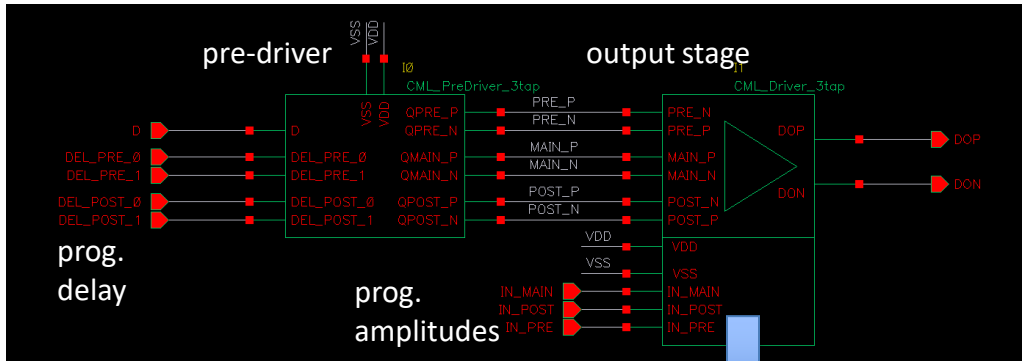 pre-driver
VSS
VDD
output stage
I0
CML_PreDriver_3tap
I1
CML_Driver_3tap
VSS
VDD
D
D
QPRE_P
PRE_P
PRE_N
QPRE_N
PRE_N
PRE_P
DOP
DOP
DEL_PRE_0
DEL_PRE_0
QMAIN_P
MAIN_P
MAIN_P
DEL_PRE_1
DEL_PRE_1
QMAIN_N
MAIN_N
MAIN_N
DON
DON
DEL_POST_0
DEL_POST_0
QPOST_P
POST_P
POST_N
DEL_POST_1
DEL_POST_1
QPOST_N
POST_N
POST_P
prog.
delay
VDD
VDD
VSS
VSS
prog.
amplitudes
IN_MAIN
IN_MAIN
IN_POST
IN_POST
IN_PRE
IN_PRE